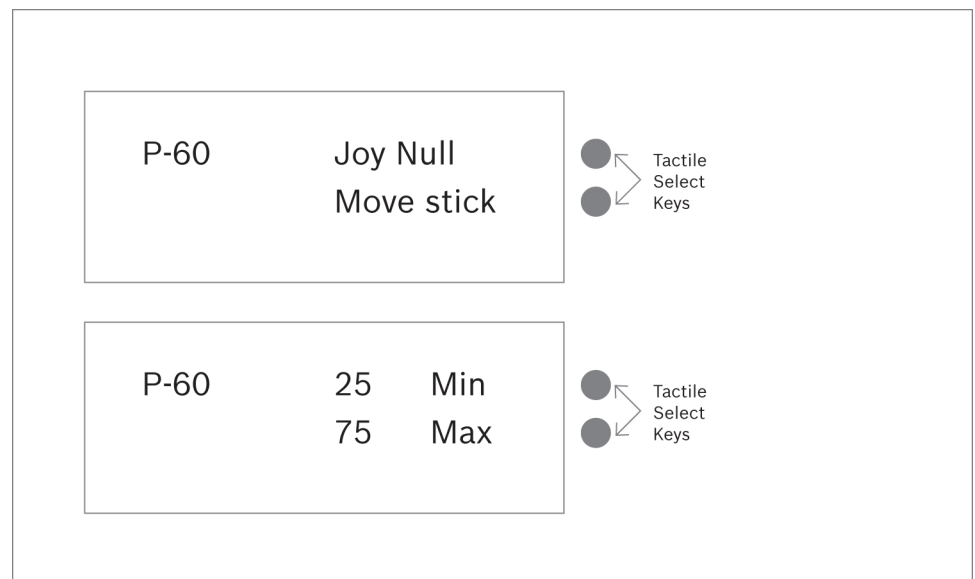 P-60 Joy Null
Move stick
Tactile
Select
Keys
P-60 25 Min
75 Max
Tactile
Select
Keys